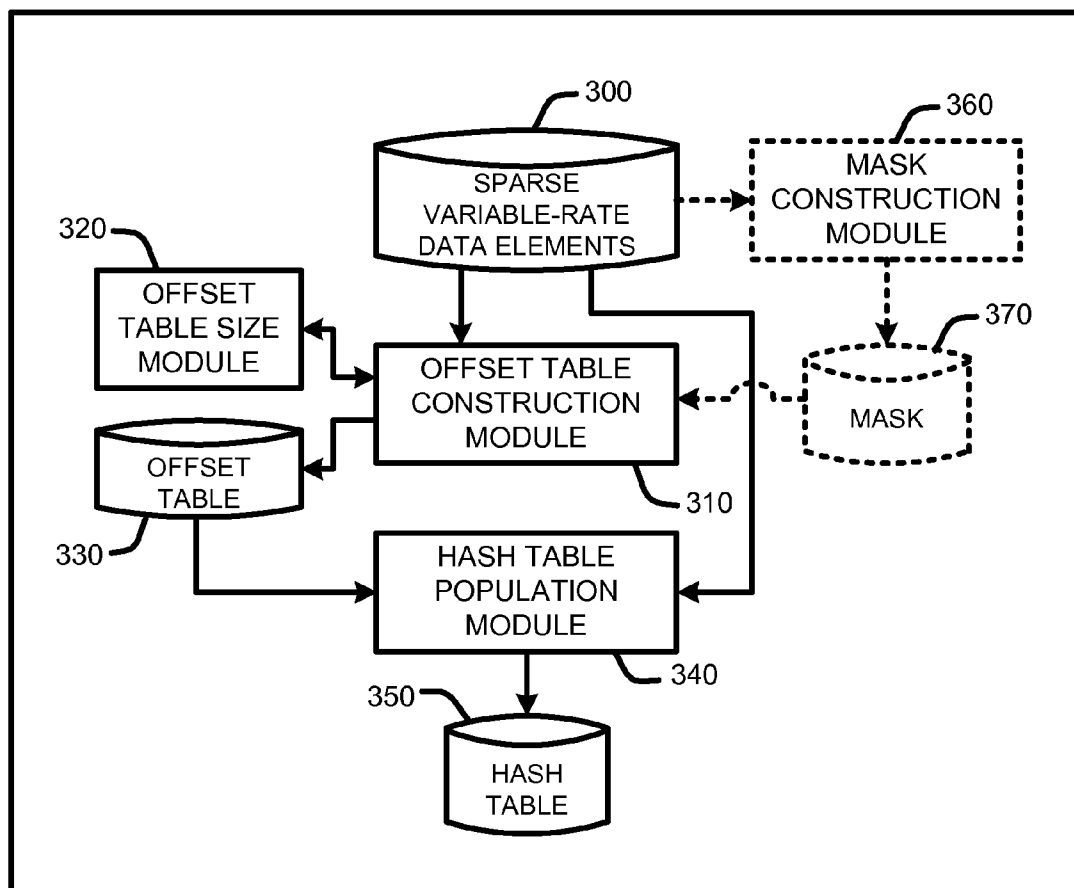 300
SPARSE
VARIABLE-RATE
DATA ELEMENTS
360
MASK
CONSTRUCTION
MODULE
320
OFFSET
TABLE SIZE
MODULE
370
MASK
OFFSET TABLE
CONSTRUCTION
MODULE
310
OFFSET
TABLE
330
HASH TABLE
POPULATION
MODULE
340
350
HASH
TABLE